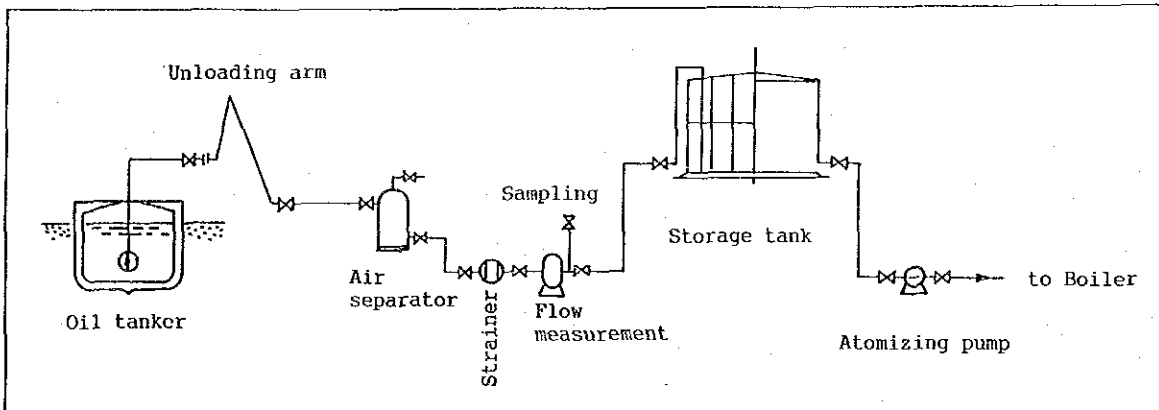 Unloading arm
Sampling
Storage tank
Air
separator
Strainer
Flow
measurement
to Boiler
Oil tanker
Atomizing pump